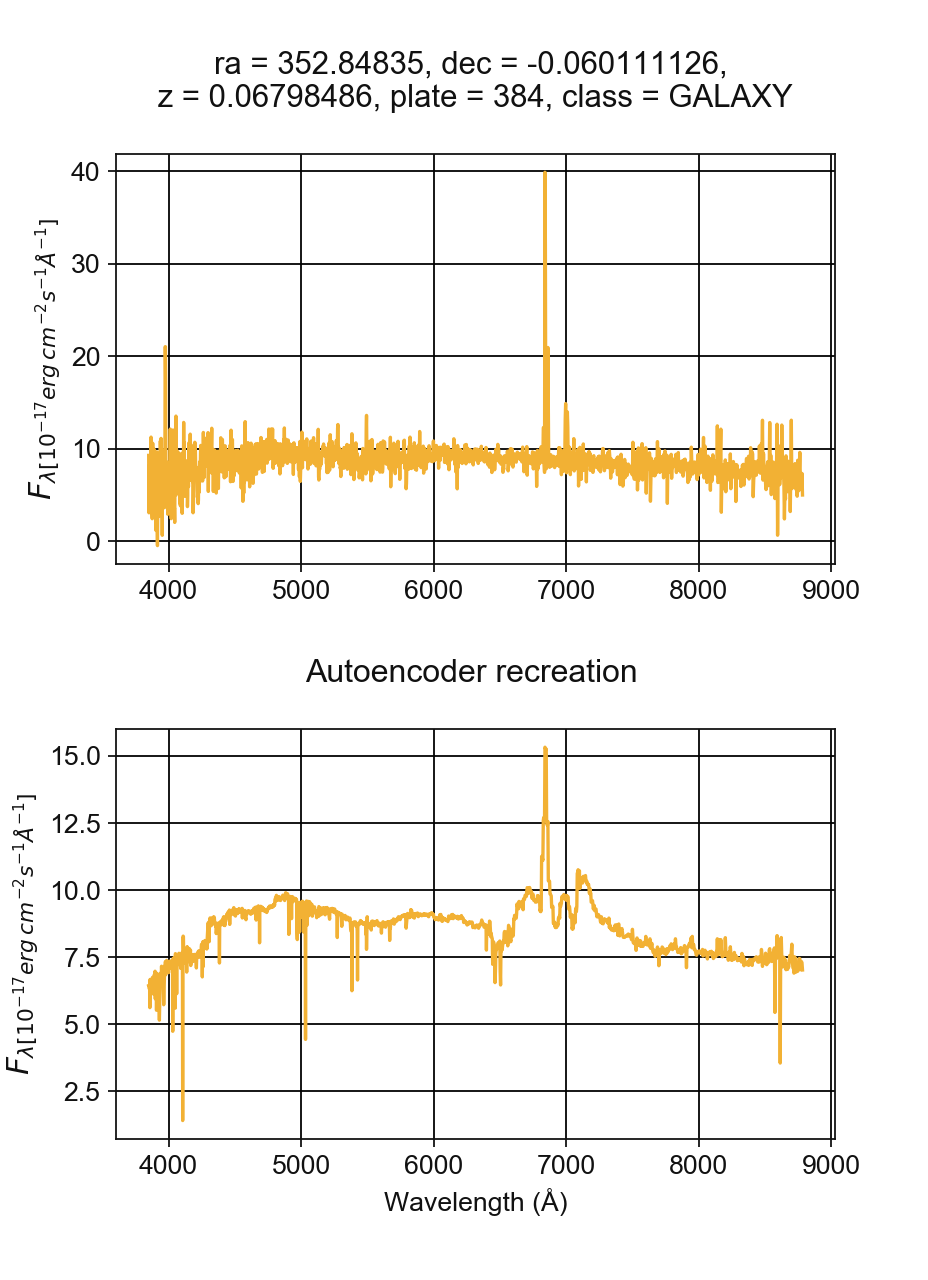 ra = 352.84835, dec = -0.060111126,
z = 0.06798486, plate = 384, class = GALAXY
F_λ[10^{-17} erg cm^{-2} s^{-1} Å^{-1}]
40
30
20
10
0
4000 5000 6000 7000 8000 9000
Autoencoder recreation
F_λ[10^{-17} erg cm^{-2} s^{-1} Å^{-1}]
15.0
12.5
10.0
7.5
5.0
2.5
4000 5000 6000 7000 8000 9000
Wavelength (Å)